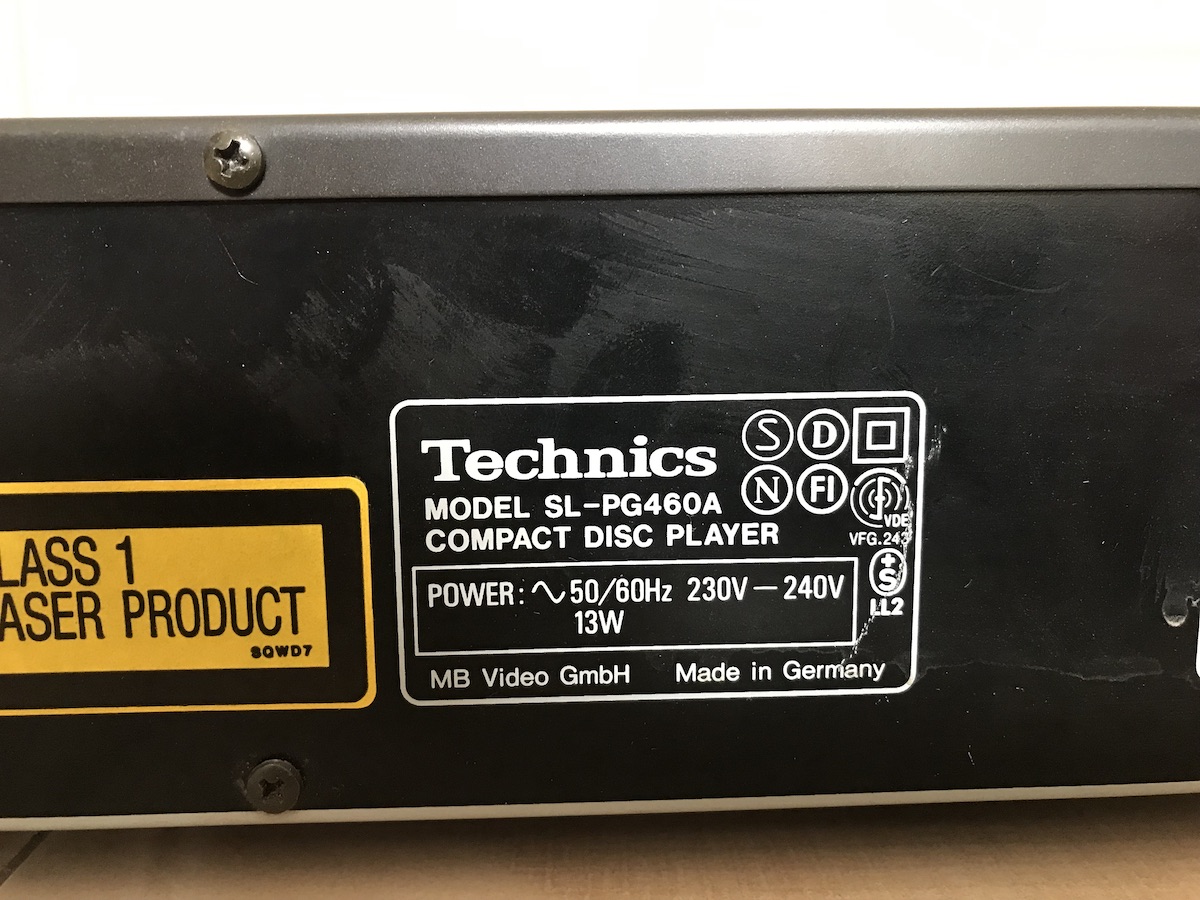 Technics
MODEL SL-PG460A
COMPACT DISC PLAYER
S D
N FI
VDE
VFG.243
+S
LL2
POWER: ∿ 50/60Hz 230V – 240V
13W
MB Video GmbH Made in Germany
LASS 1
ASER PRODUCT
SQWD7